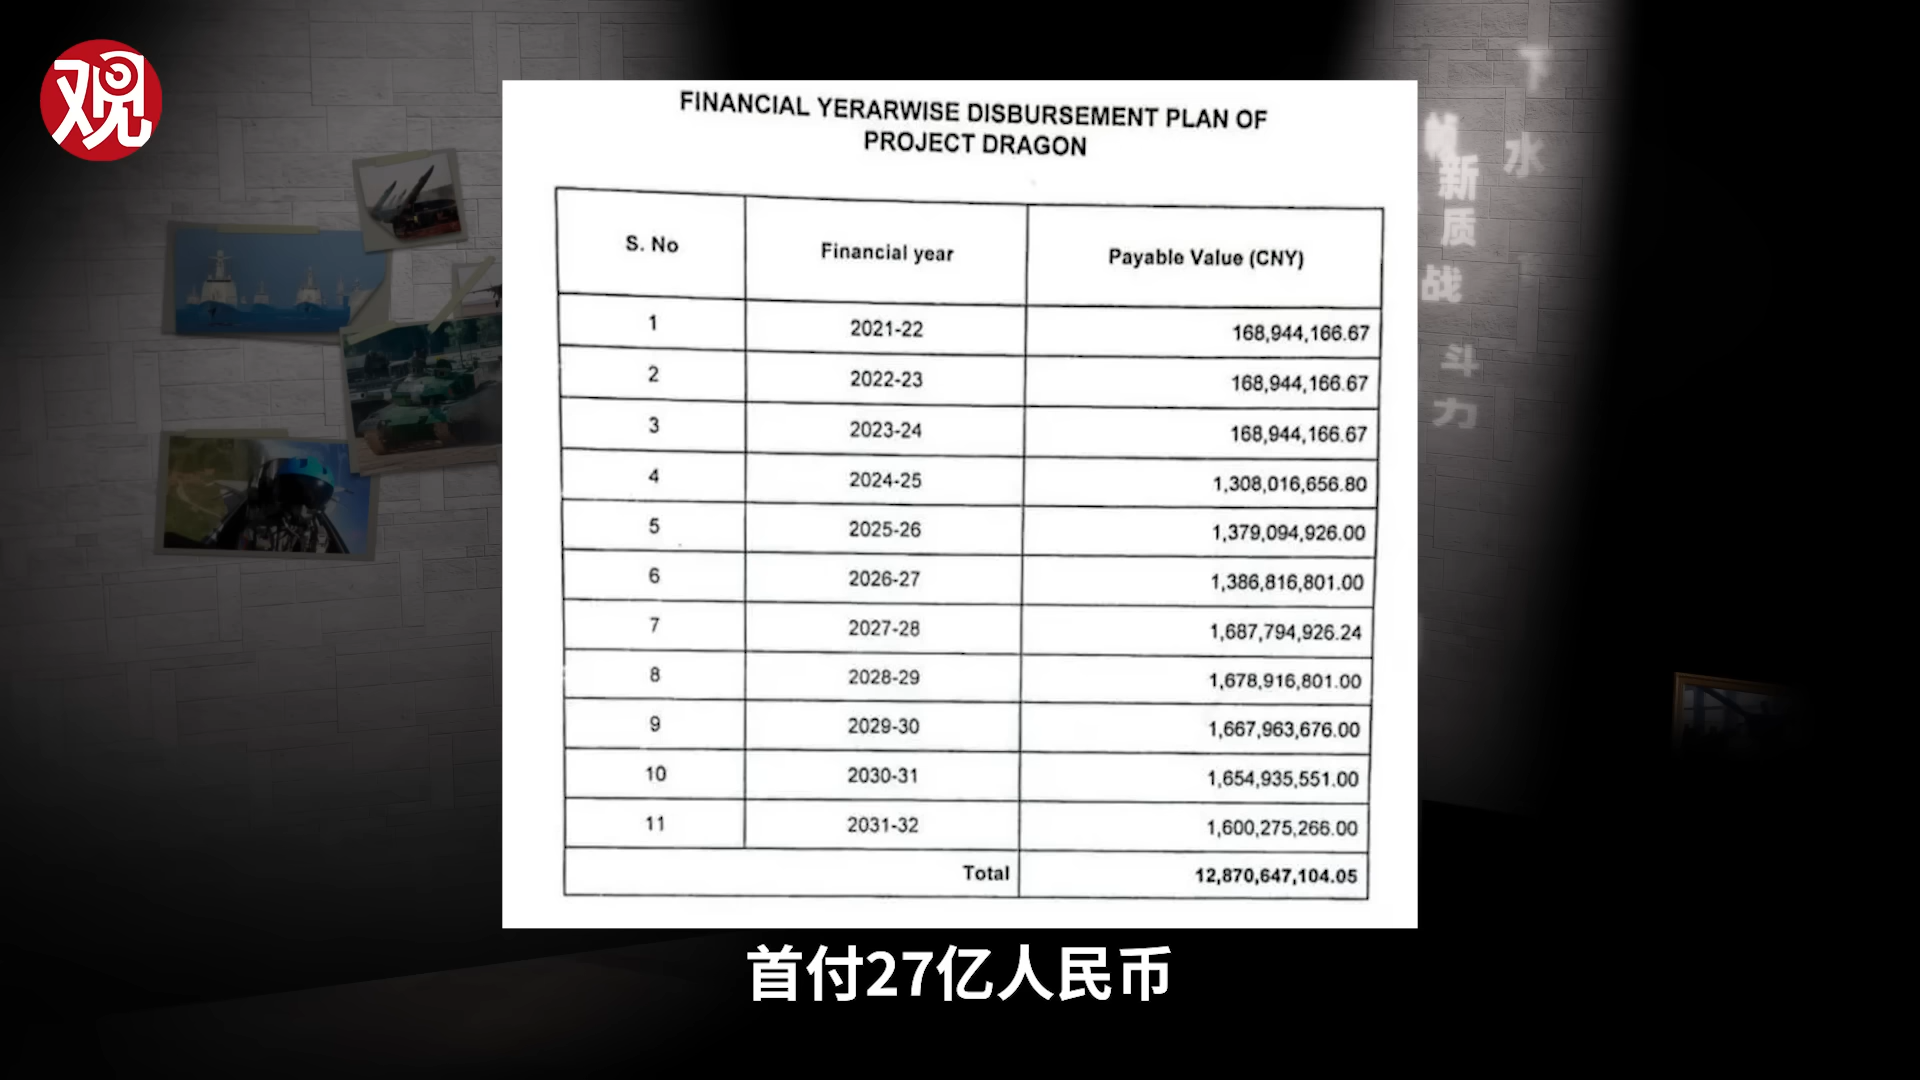 观
FINANCIAL YERARWISE DISBURSEMENT PLAN OF
PROJECT DRAGON
S. No Financial year Payable Value (CNY)
1 2021-22 168,944,166.67
2 2022-23 168,944,166.67
3 2023-24 168,944,166.67
4 2024-25 1,308,016,656.80
5 2025-26 1,379,094,926.00
6 2026-27 1,386,816,801.00
7 2027-28 1,687,794,926.24
8 2028-29 1,678,916,801.00
9 2029-30 1,667,963,676.00
10 2030-31 1,654,935,551.00
11 2031-32 1,600,275,266.00
Total 12,870,647,104.05
下水
新质战斗力
首付27亿人民币